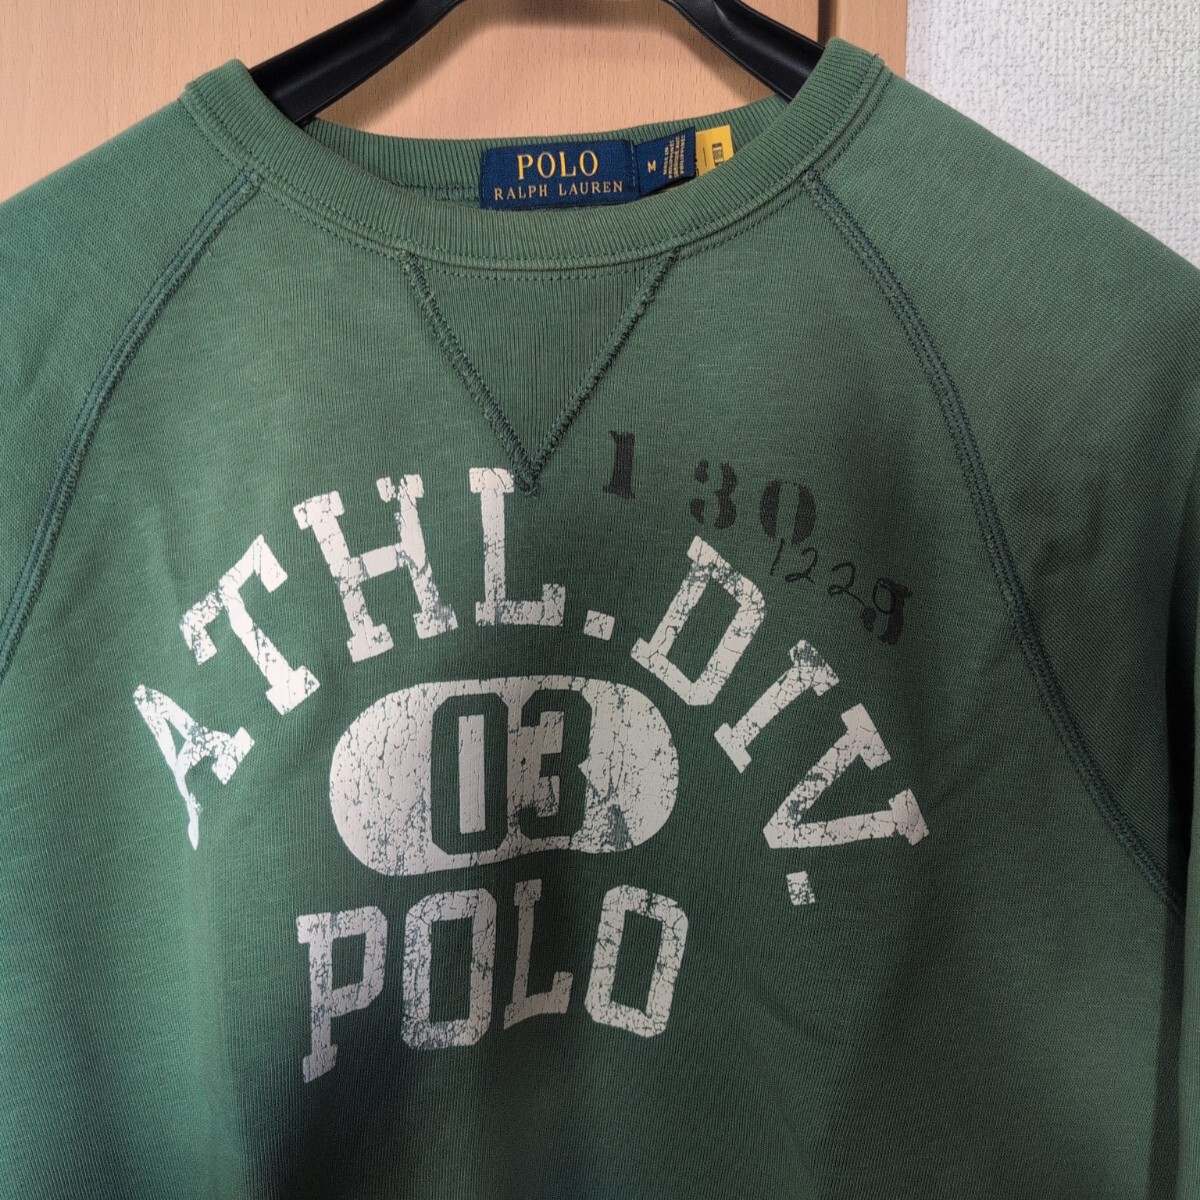 POLO
RALPH LAUREN
M
1 30
1229
ATHL.DIV.
03
POLO